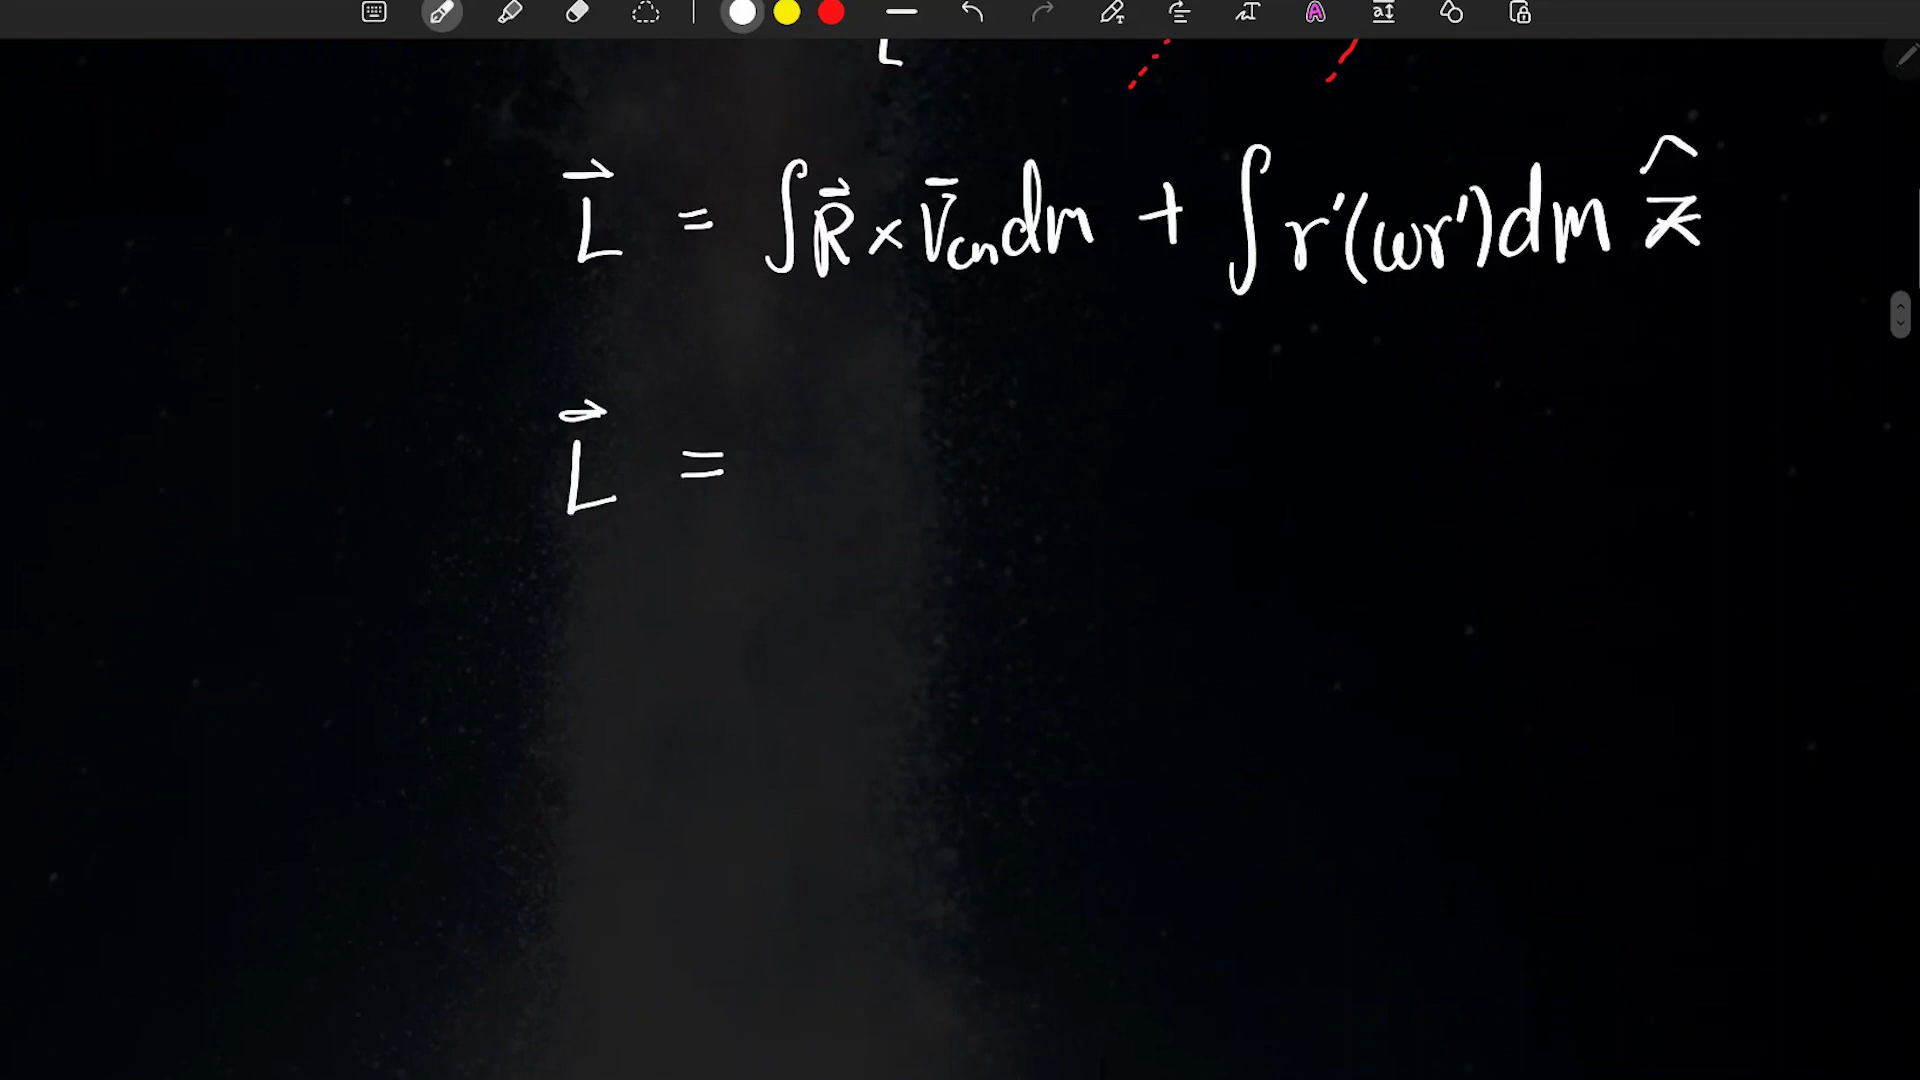 L
L⃗ = ∫R⃗ × V̄cm dm + ∫r′(ωr′)dm ẑ
L⃗ =